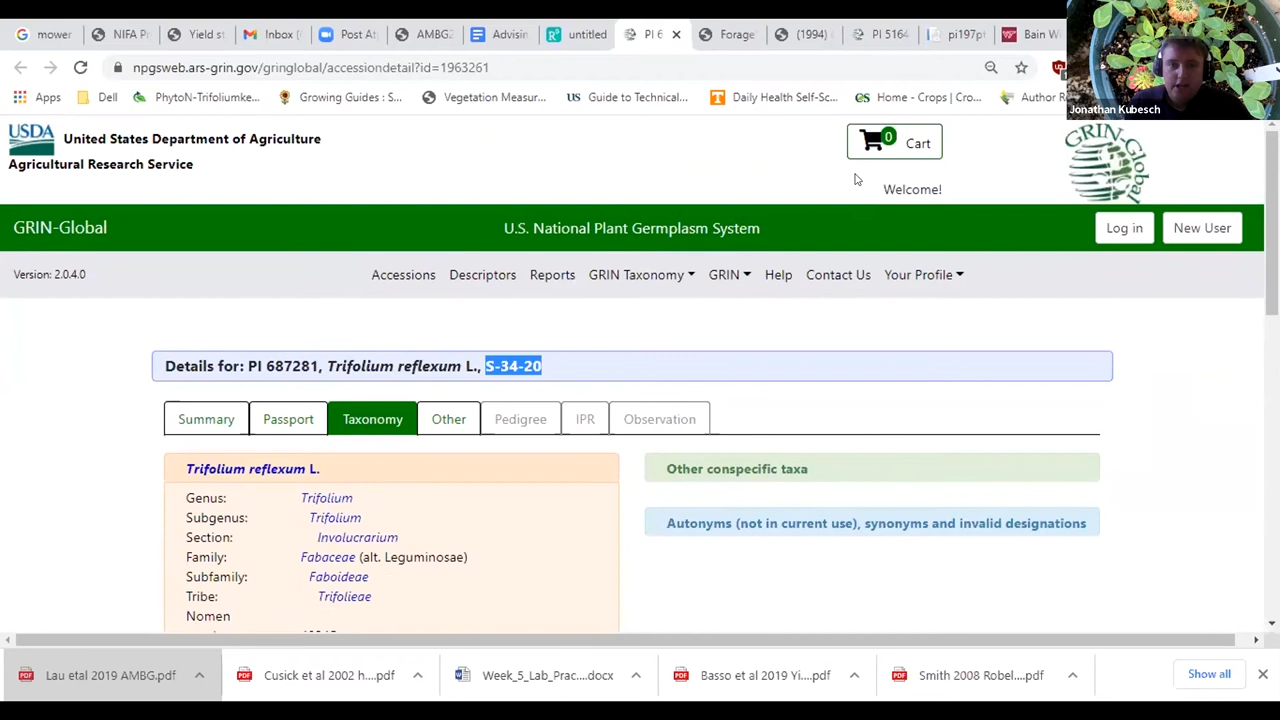 mower
NIFA P
Yield s
Inbox (
Post At
AMBG
Advisin
untitled
PI 6
Forage
(1994)
PI 5164
pi197p
Bain W
npgsweb.ars-grin.gov/gringlobal/accessiondetail?id=1963261
Apps
Dell
PhytoN-Trifoliumke...
Growing Guides : S...
Vegetation Measur...
US Guide to Technical...
Daily Health Self-Sc...
Home - Crops | Cro...
Author R
Jonathan Kubesch
USDA United States Department of Agriculture
Agricultural Research Service
0 Cart
Welcome!
GRIN-Global
U.S. National Plant Germplasm System
Log in
New User
Version: 2.0.4.0
Accessions
Descriptors
Reports
GRIN Taxonomy
GRIN
Help
Contact Us
Your Profile
Details for: PI 687281, Trifolium reflexum L., S-34-20
Summary
Passport
Taxonomy
Other
Pedigree
IPR
Observation
Trifolium reflexum L.
Genus: Trifolium
Subgenus: Trifolium
Section: Involucrarium
Family: Fabaceae (alt. Leguminosae)
Subfamily: Faboideae
Tribe: Trifolieae
Nomen
Other conspecific taxa
Autonyms (not in current use), synonyms and invalid designations
Lau etal 2019 AMBG.pdf
Cusick et al 2002 h....pdf
Week_5_Lab_Prac....docx
Basso et al 2019 Yi....pdf
Smith 2008 Robel....pdf
Show all